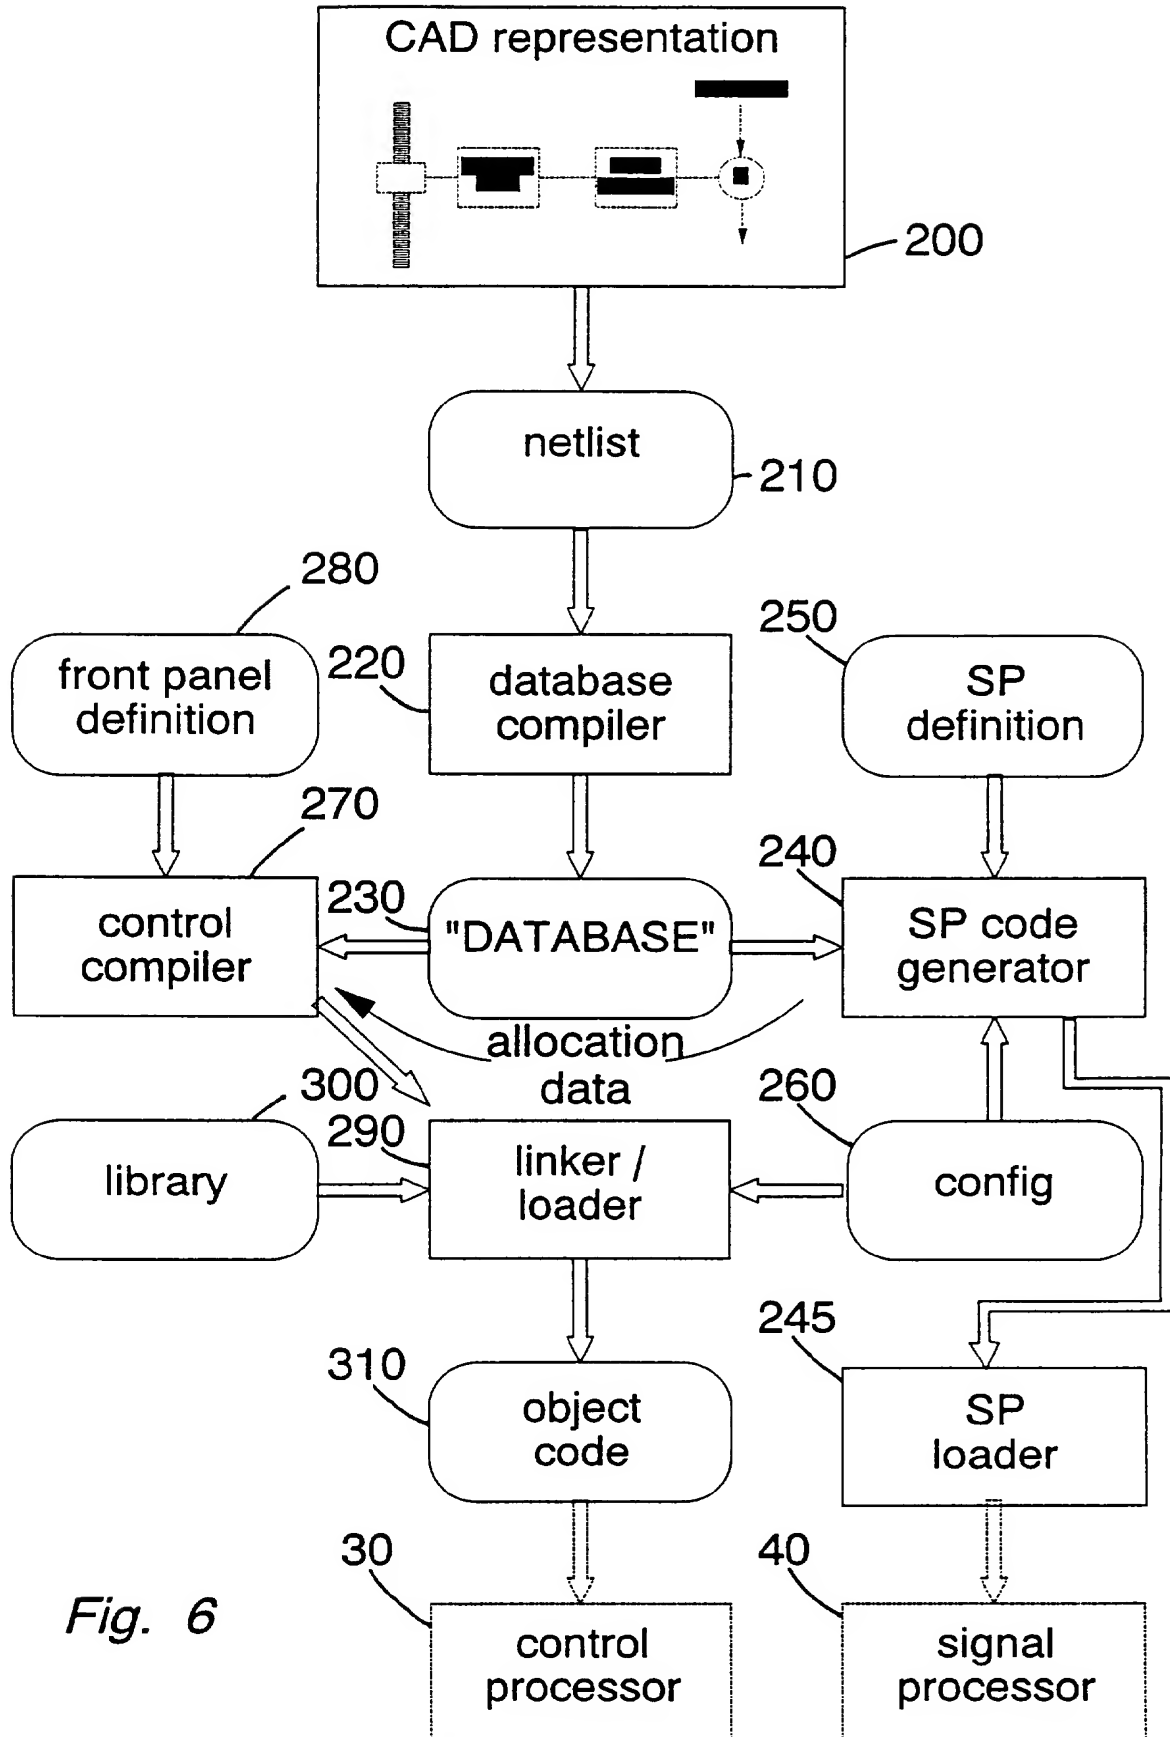 CAD representation
200
netlist
210
280
front panel
definition
220
database
compiler
250
SP
definition
270
control
compiler
230
"DATABASE"
240
SP code
generator
allocation
data
300
library
290
linker /
loader
260
config
310
object
code
245
SP
loader
30
control
processor
40
signal
processor
Fig. 6